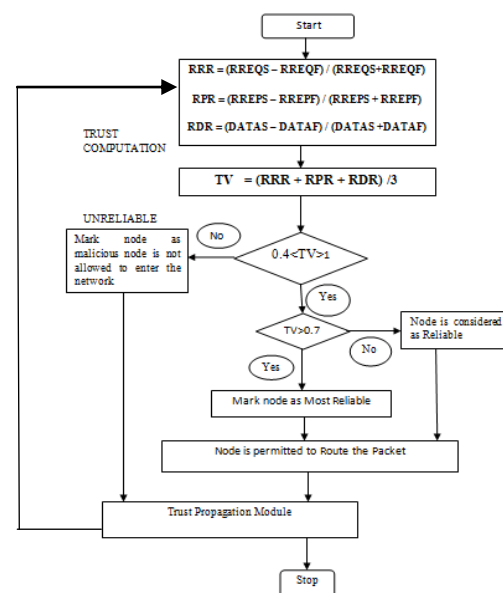 Start
RRR = (RREQS – RREQF) / (RREQS+RREQF)
RPR = (RREPS – RREPF) / (RREPS + RREPF)
RDR = (DATAS – DATAF) / (DATAS +DATAF)
TRUST
COMPUTATION
TV = (RRR + RPR + RDR) /3
UNRELIABLE
Mark node as
malicious node is not
allowed to enter the
network
No
0.4<TV>1
Yes
TV>0.7
Node is considered
as Reliable
No
Yes
Mark node as Most Reliable
Node is permitted to Route the Packet
Trust Propagation Module
Stop